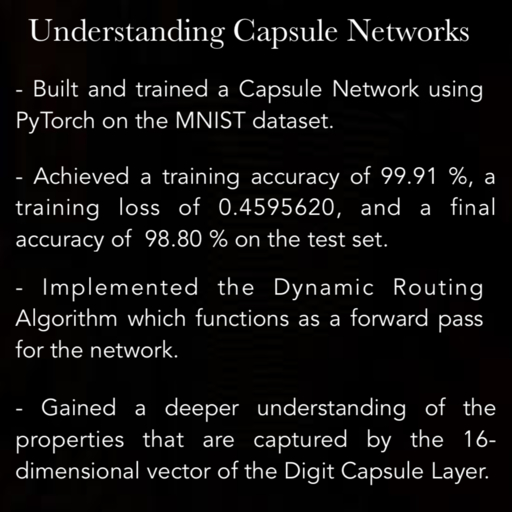 Understanding Capsule Networks
- Built and trained a Capsule Network using
PyTorch on the MNIST dataset.
- Achieved a training accuracy of 99.91 %, a
training loss of 0.4595620, and a final
accuracy of 98.80 % on the test set.
- Implemented the Dynamic Routing
Algorithm which functions as a forward pass
for the network.
- Gained a deeper understanding of the
properties that are captured by the 16-
dimensional vector of the Digit Capsule Layer.